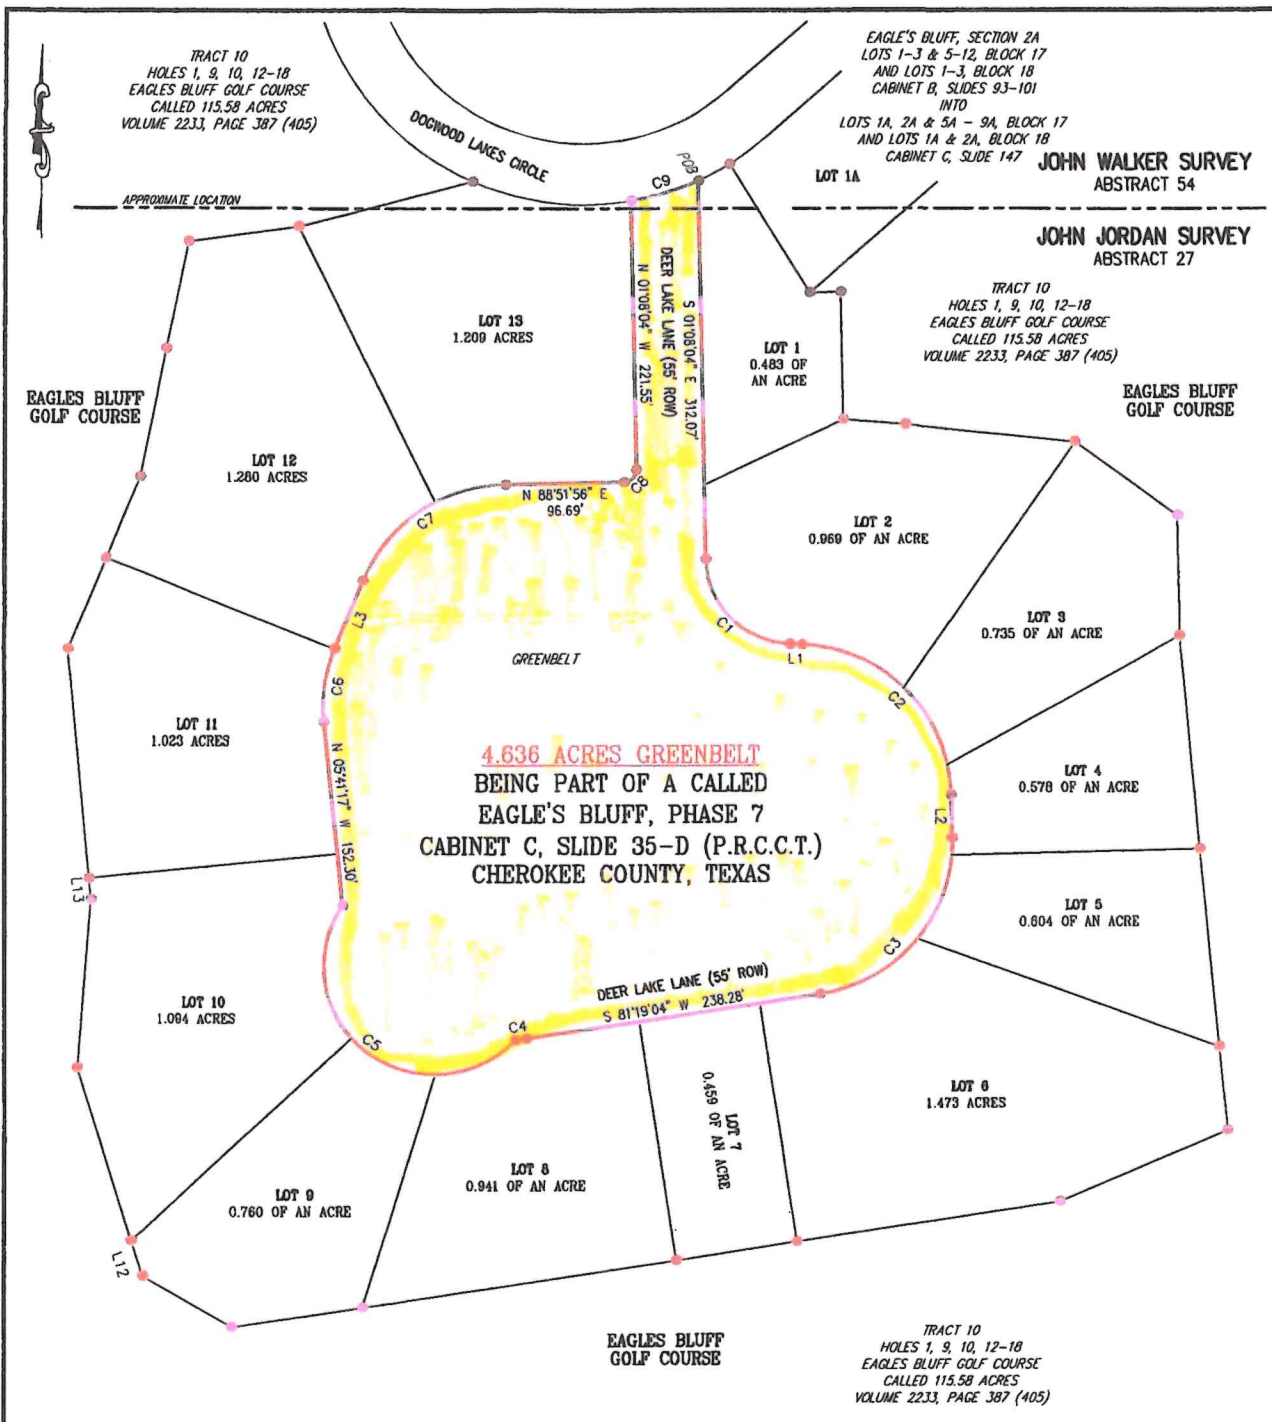 TRACT 10
HOLES 1, 9, 10, 12-18
EAGLES BLUFF GOLF COURSE
CALLED 115.58 ACRES
VOLUME 2233, PAGE 387 (405)
EAGLE'S BLUFF, SECTION 2A
LOTS 1-3 & 5-12, BLOCK 17
AND LOTS 1-3, BLOCK 18
CABINET B, SLIDES 93-101
INTO
LOTS 1A, 2A & 5A - 9A, BLOCK 17
AND LOTS 1A & 2A, BLOCK 18
CABINET C, SLIDE 147
DOGWOOD LAKES CIRCLE
POB
C9
LOT 1A
JOHN WALKER SURVEY
ABSTRACT 54
APPROXIMATE LOCATION
JOHN JORDAN SURVEY
ABSTRACT 27
TRACT 10
HOLES 1, 9, 10, 12-18
EAGLES BLUFF GOLF COURSE
CALLED 115.58 ACRES
VOLUME 2233, PAGE 387 (405)
LOT 13
1.209 ACRES
N 01°08'04" W 221.55'
DEER LAKE LANE (55' ROW)
S 01°08'04" E 312.07'
LOT 1
0.483 OF
AN ACRE
EAGLES BLUFF
GOLF COURSE
EAGLES BLUFF
GOLF COURSE
LOT 12
1.280 ACRES
C7
N 88°51'56" E
96.69'
C8
LOT 2
0.969 OF AN ACRE
LOT 3
0.735 OF AN ACRE
L3
C1
L1
GREENBELT
C6
C2
LOT 11
1.023 ACRES
N 05°41'17" W 152.30'
4.636 ACRES GREENBELT
BEING PART OF A CALLED
EAGLE'S BLUFF, PHASE 7
CABINET C, SLIDE 35-D (P.R.C.C.T.)
CHEROKEE COUNTY, TEXAS
L2
LOT 4
0.578 OF AN ACRE
L13
LOT 5
0.604 OF AN ACRE
C3
LOT 10
1.094 ACRES
DEER LAKE LANE (55' ROW)
S 81°19'04" W 238.28'
C4
C5
LOT 6
1.473 ACRES
LOT 7
0.459 OF AN ACRE
LOT 8
0.941 OF AN ACRE
LOT 9
0.760 OF AN ACRE
L12
EAGLES BLUFF
GOLF COURSE
TRACT 10
HOLES 1, 9, 10, 12-18
EAGLES BLUFF GOLF COURSE
CALLED 115.58 ACRES
VOLUME 2233, PAGE 387 (405)